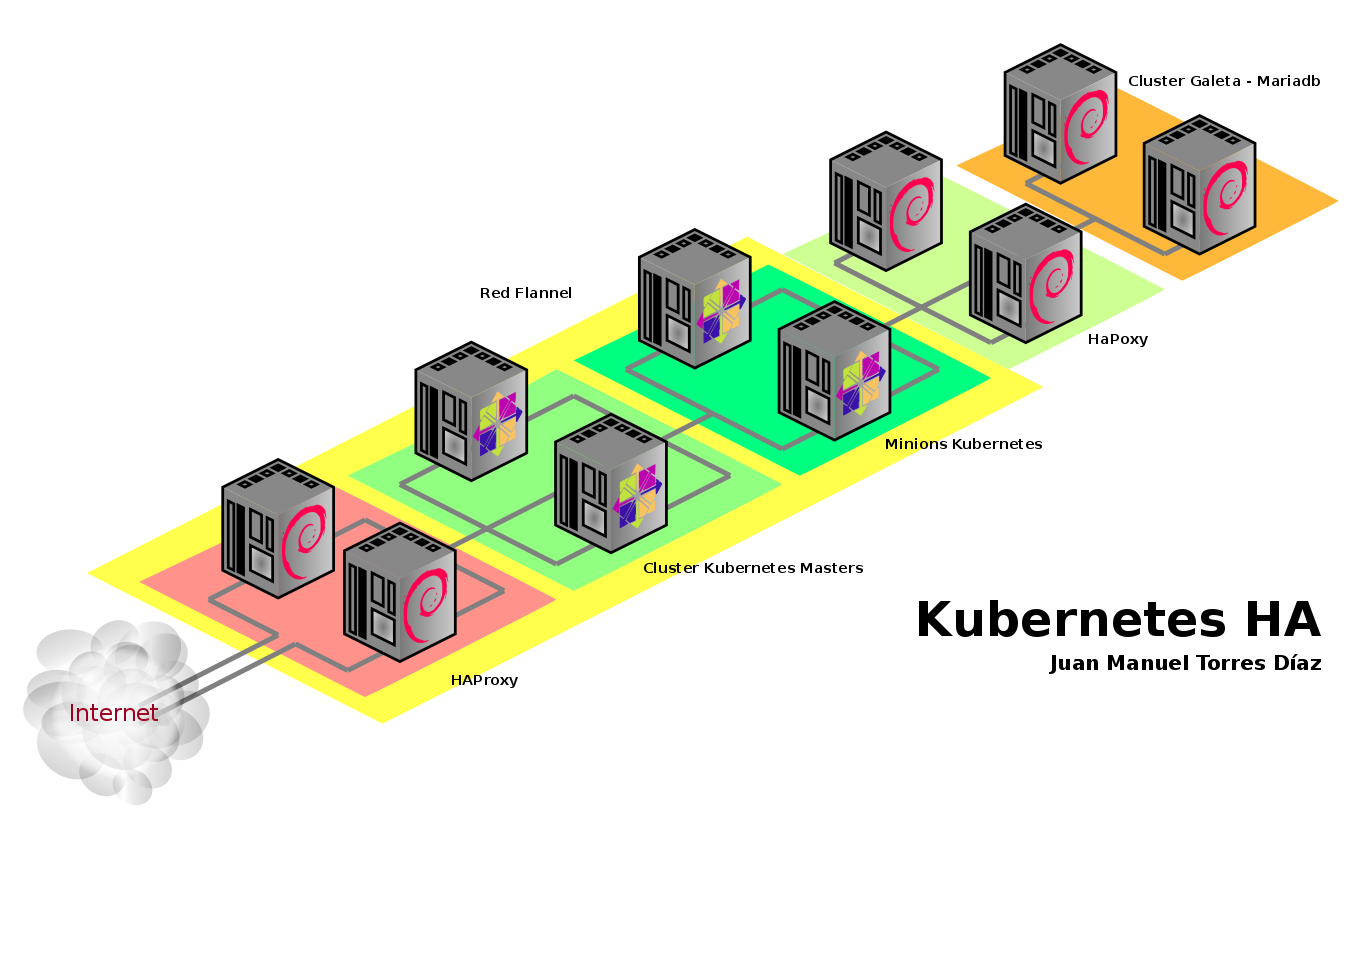 Cluster Galeta - Mariadb
Red Flannel
HaPoxy
Minions Kubernetes
Cluster Kubernetes Masters
Kubernetes HA
Juan Manuel Torres Díaz
HAProxy
Internet